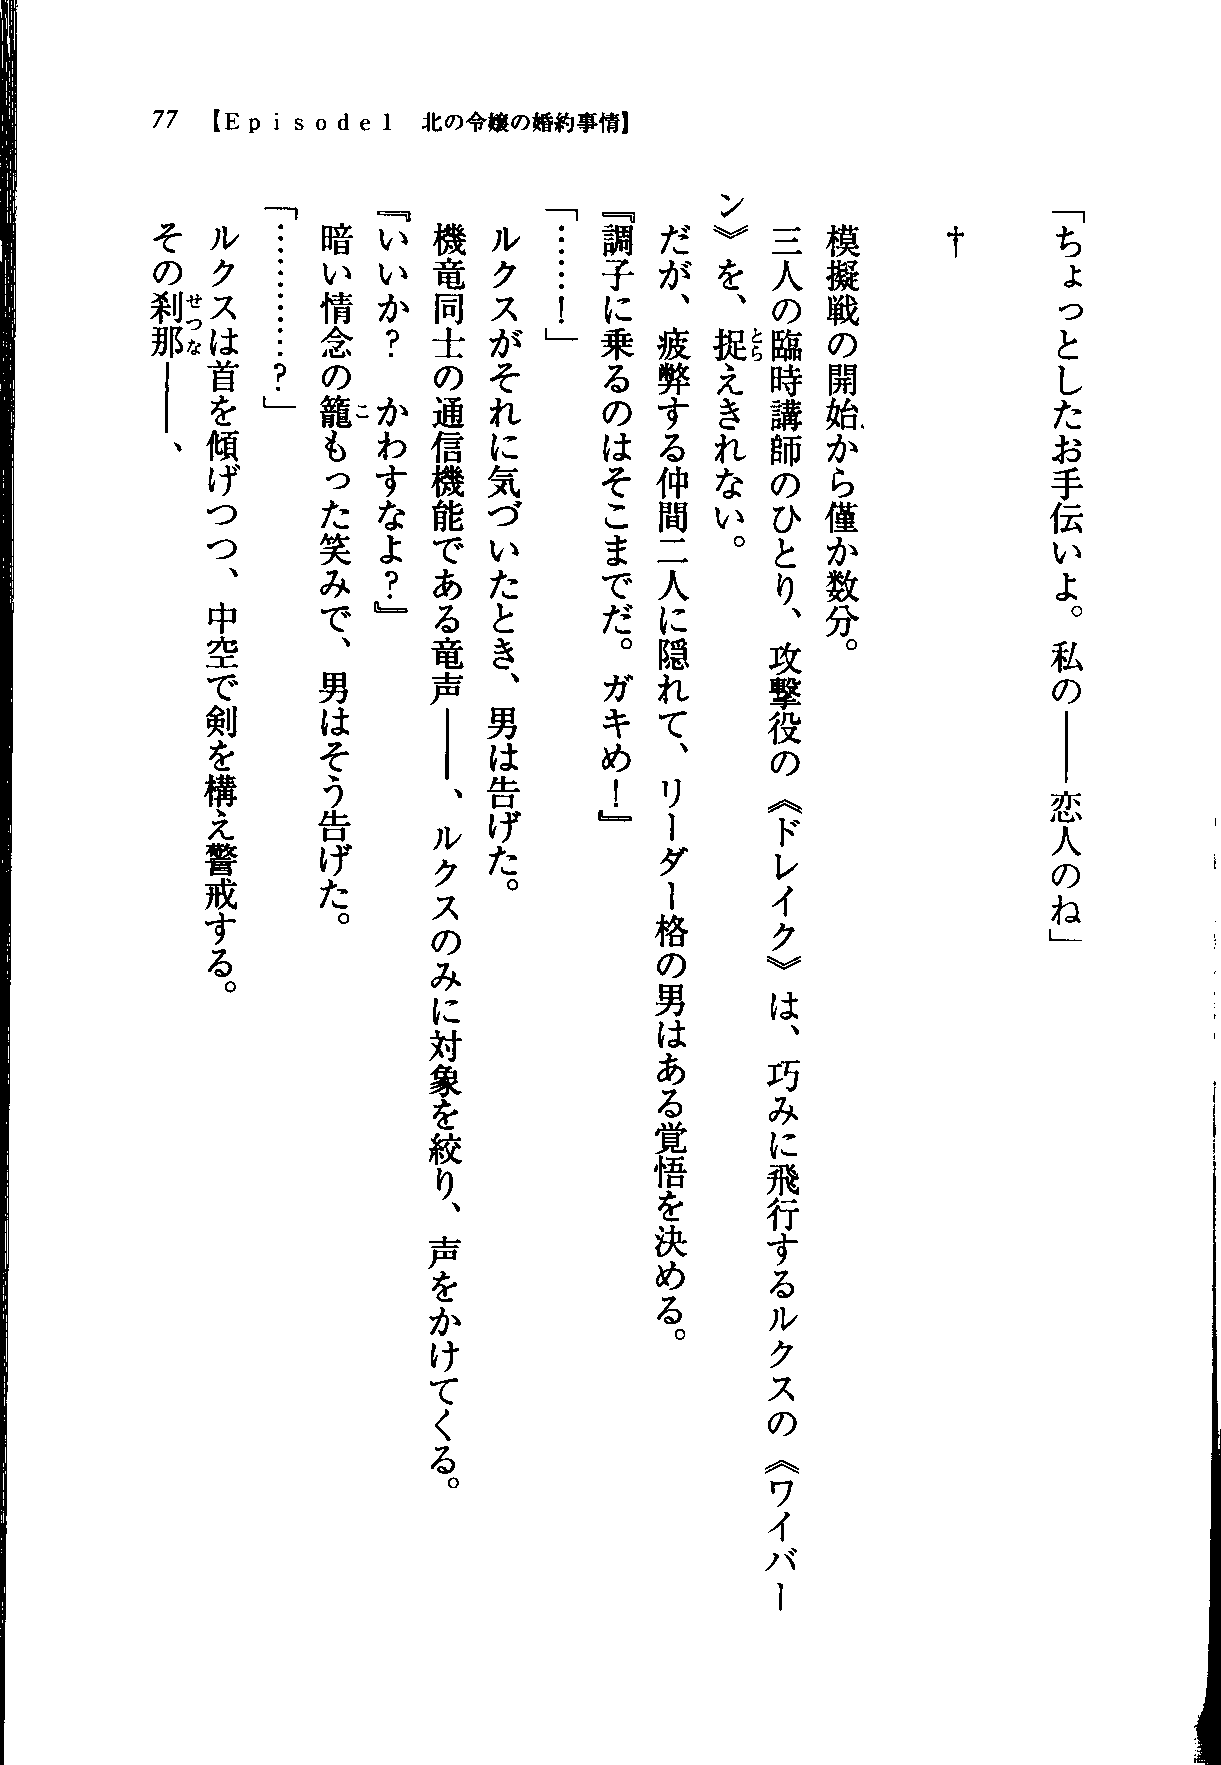 77 【Episode1 北の令嬢の婚約事情】
「ちょっとしたお手伝いよ。私の――恋人のね」
†
模擬戦の開始から僅か数分。
三人の臨時講師のひとり、攻撃役の《ドレイク》は、巧みに飛行するルクスの《ワイバー
ン》を、捉えきれない。
だが、疲弊する仲間二人に隠れて、リーダー格の男はある覚悟を決める。
『調子に乗るのはそこまでだ。ガキめ！』
「……！」
ルクスがそれに気づいたとき、男は告げた。
機竜同士の通信機能である竜声――、ルクスのみに対象を絞り、声をかけてくる。
『いいか？　かわすなよ？』
暗い情念の籠もった笑みで、男はそう告げた。
「…………？」
ルクスは首を傾げつつ、中空で剣を構え警戒する。
その刹那――、